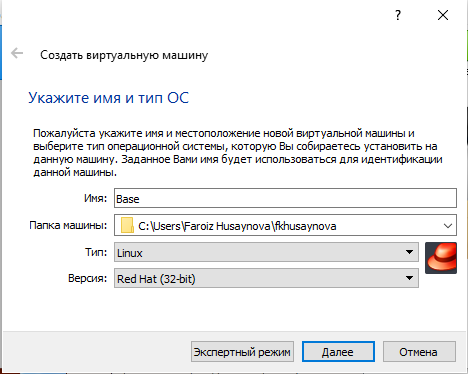 ?
Создать виртуальную машину
Укажите имя и тип ОС
Пожалуйста укажите имя и местоположение новой виртуальной машины и
выберите тип операционной системы, которую Вы собираетесь установить на
данную машину. Заданное Вами имя будет использоваться для идентификации
данной машины.
Имя: Base
Папка машины: C:\Users\Faroiz Husaynova\fkhusaynova
Тип: Linux
Версия: Red Hat (32-bit)
Экспертный режим Далее Отмена